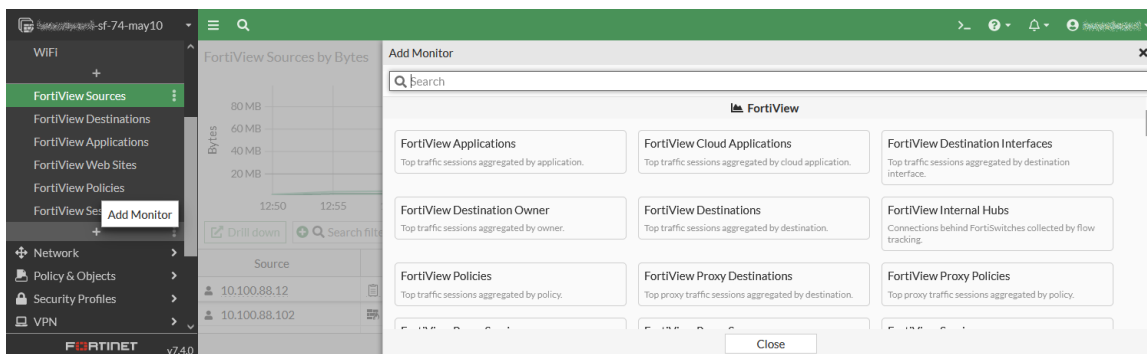 -sf-74-may10
WiFi
+
FortiView Sources
FortiView Destinations
FortiView Applications
FortiView Web Sites
FortiView Policies
FortiView Ses
Add Monitor
+
Network
Policy & Objects
Security Profiles
VPN
FORTINET
v7.4.0
FortiView Sources by Bytes
Bytes
80 MB
60 MB
40 MB
20 MB
12:50 12:55
Drill down
Search filte
Source
10.100.88.12
10.100.88.102
Add Monitor
Search
FortiView
FortiView Applications
Top traffic sessions aggregated by application.
FortiView Cloud Applications
Top traffic sessions aggregated by cloud application.
FortiView Destination Interfaces
Top traffic sessions aggregated by destination
interface.
FortiView Destination Owner
Top traffic sessions aggregated by owner.
FortiView Destinations
Top traffic sessions aggregated by destination.
FortiView Internal Hubs
Connections behind FortiSwitches collected by flow
tracking.
FortiView Policies
Top traffic sessions aggregated by policy.
FortiView Proxy Destinations
Top proxy traffic sessions aggregated by destination.
FortiView Proxy Policies
Top proxy traffic sessions aggregated by policy.
Close